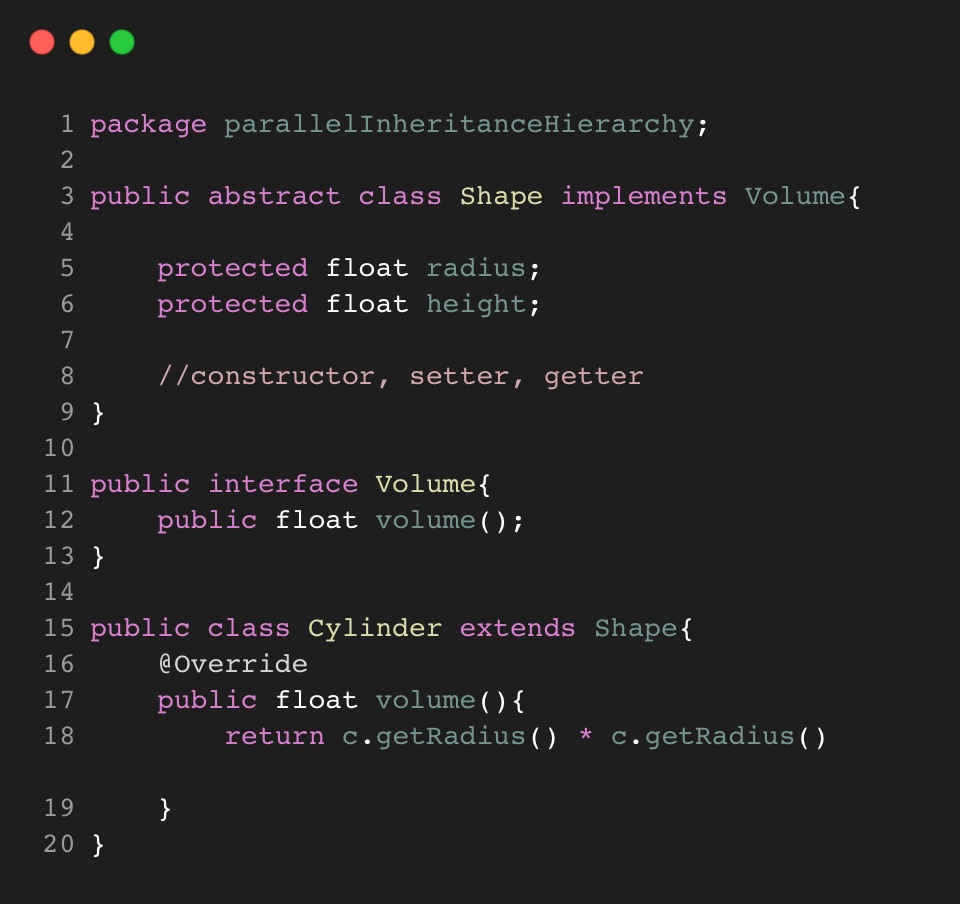 1 package parallelInheritanceHierarchy;
2
3 public abstract class Shape implements Volume{
4
5     protected float radius;
6     protected float height;
7
8     //constructor, setter, getter
9 }
10
11 public interface Volume{
12     public float volume();
13 }
14
15 public class Cylinder extends Shape{
16     @Override
17     public float volume(){
18         return c.getRadius() * c.getRadius()
19     }
20 }